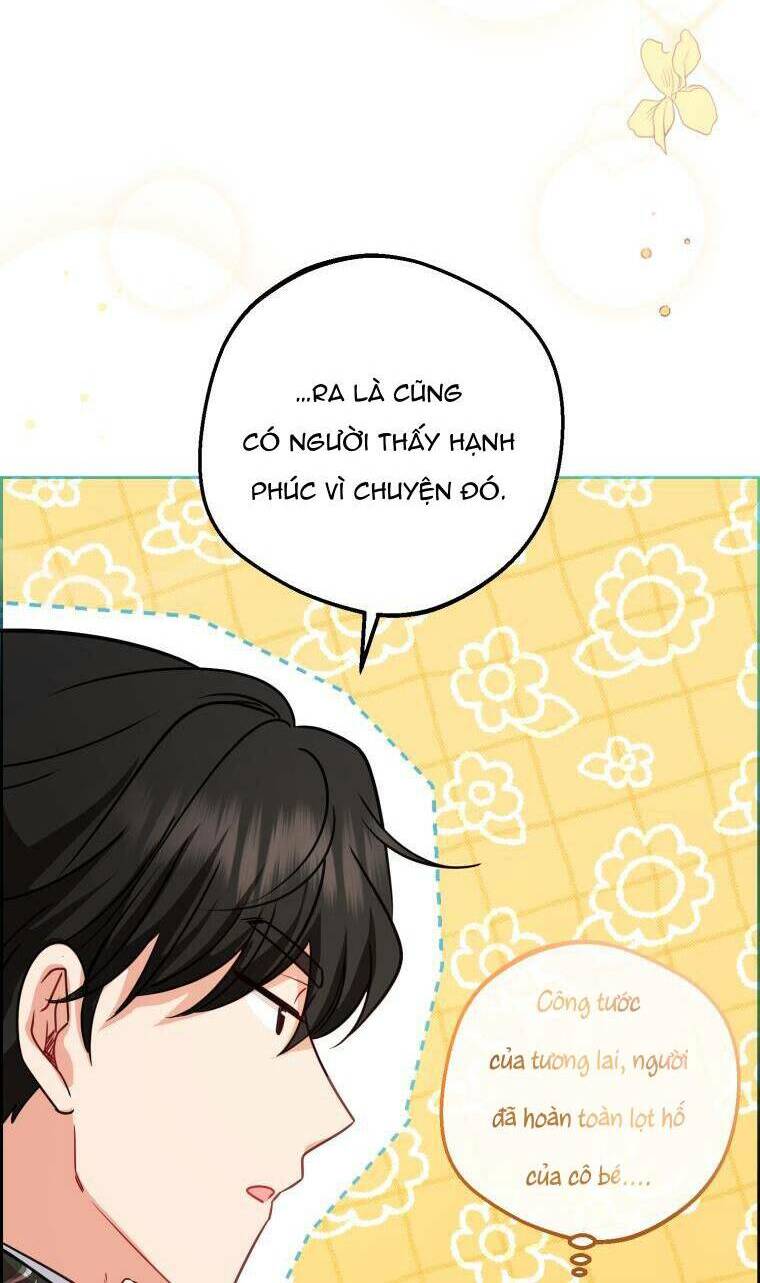 ...RA LÀ CŨNG
CÓ NGƯỜI THẤY HẠNH
PHÚC VÌ CHUYỆN ĐÓ.
Công tước
của tương lai, người
đã hoàn toàn lọt hố
của cô bé....